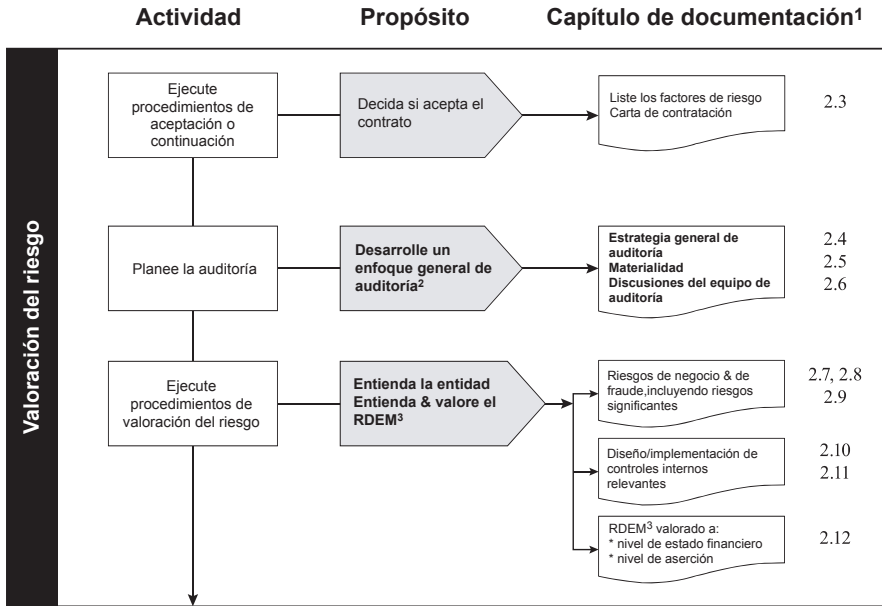 Actividad
Propósito
Capítulo de documentación1
Valoración del riesgo
Ejecute
procedimientos de
aceptación o
continuación
Decida si acepta el
contrato
Liste los factores de riesgo
Carta de contratación
2.3
Planee la auditoría
Desarrolle un
enfoque general de
auditoría2
Estrategia general de
auditoría
Materialidad
Discusiones del equipo de
auditoría
2.4
2.5
2.6
Ejecute
procedimientos de
valoración del riesgo
Entienda la entidad
Entienda & valore el
RDEM3
Riesgos de negocio & de
fraude,incluyendo riesgos
significantes
2.7, 2.8
2.9
Diseño/implementación de
controles internos
relevantes
2.10
2.11
RDEM3 valorado a:
* nivel de estado financiero
* nivel de aserción
2.12